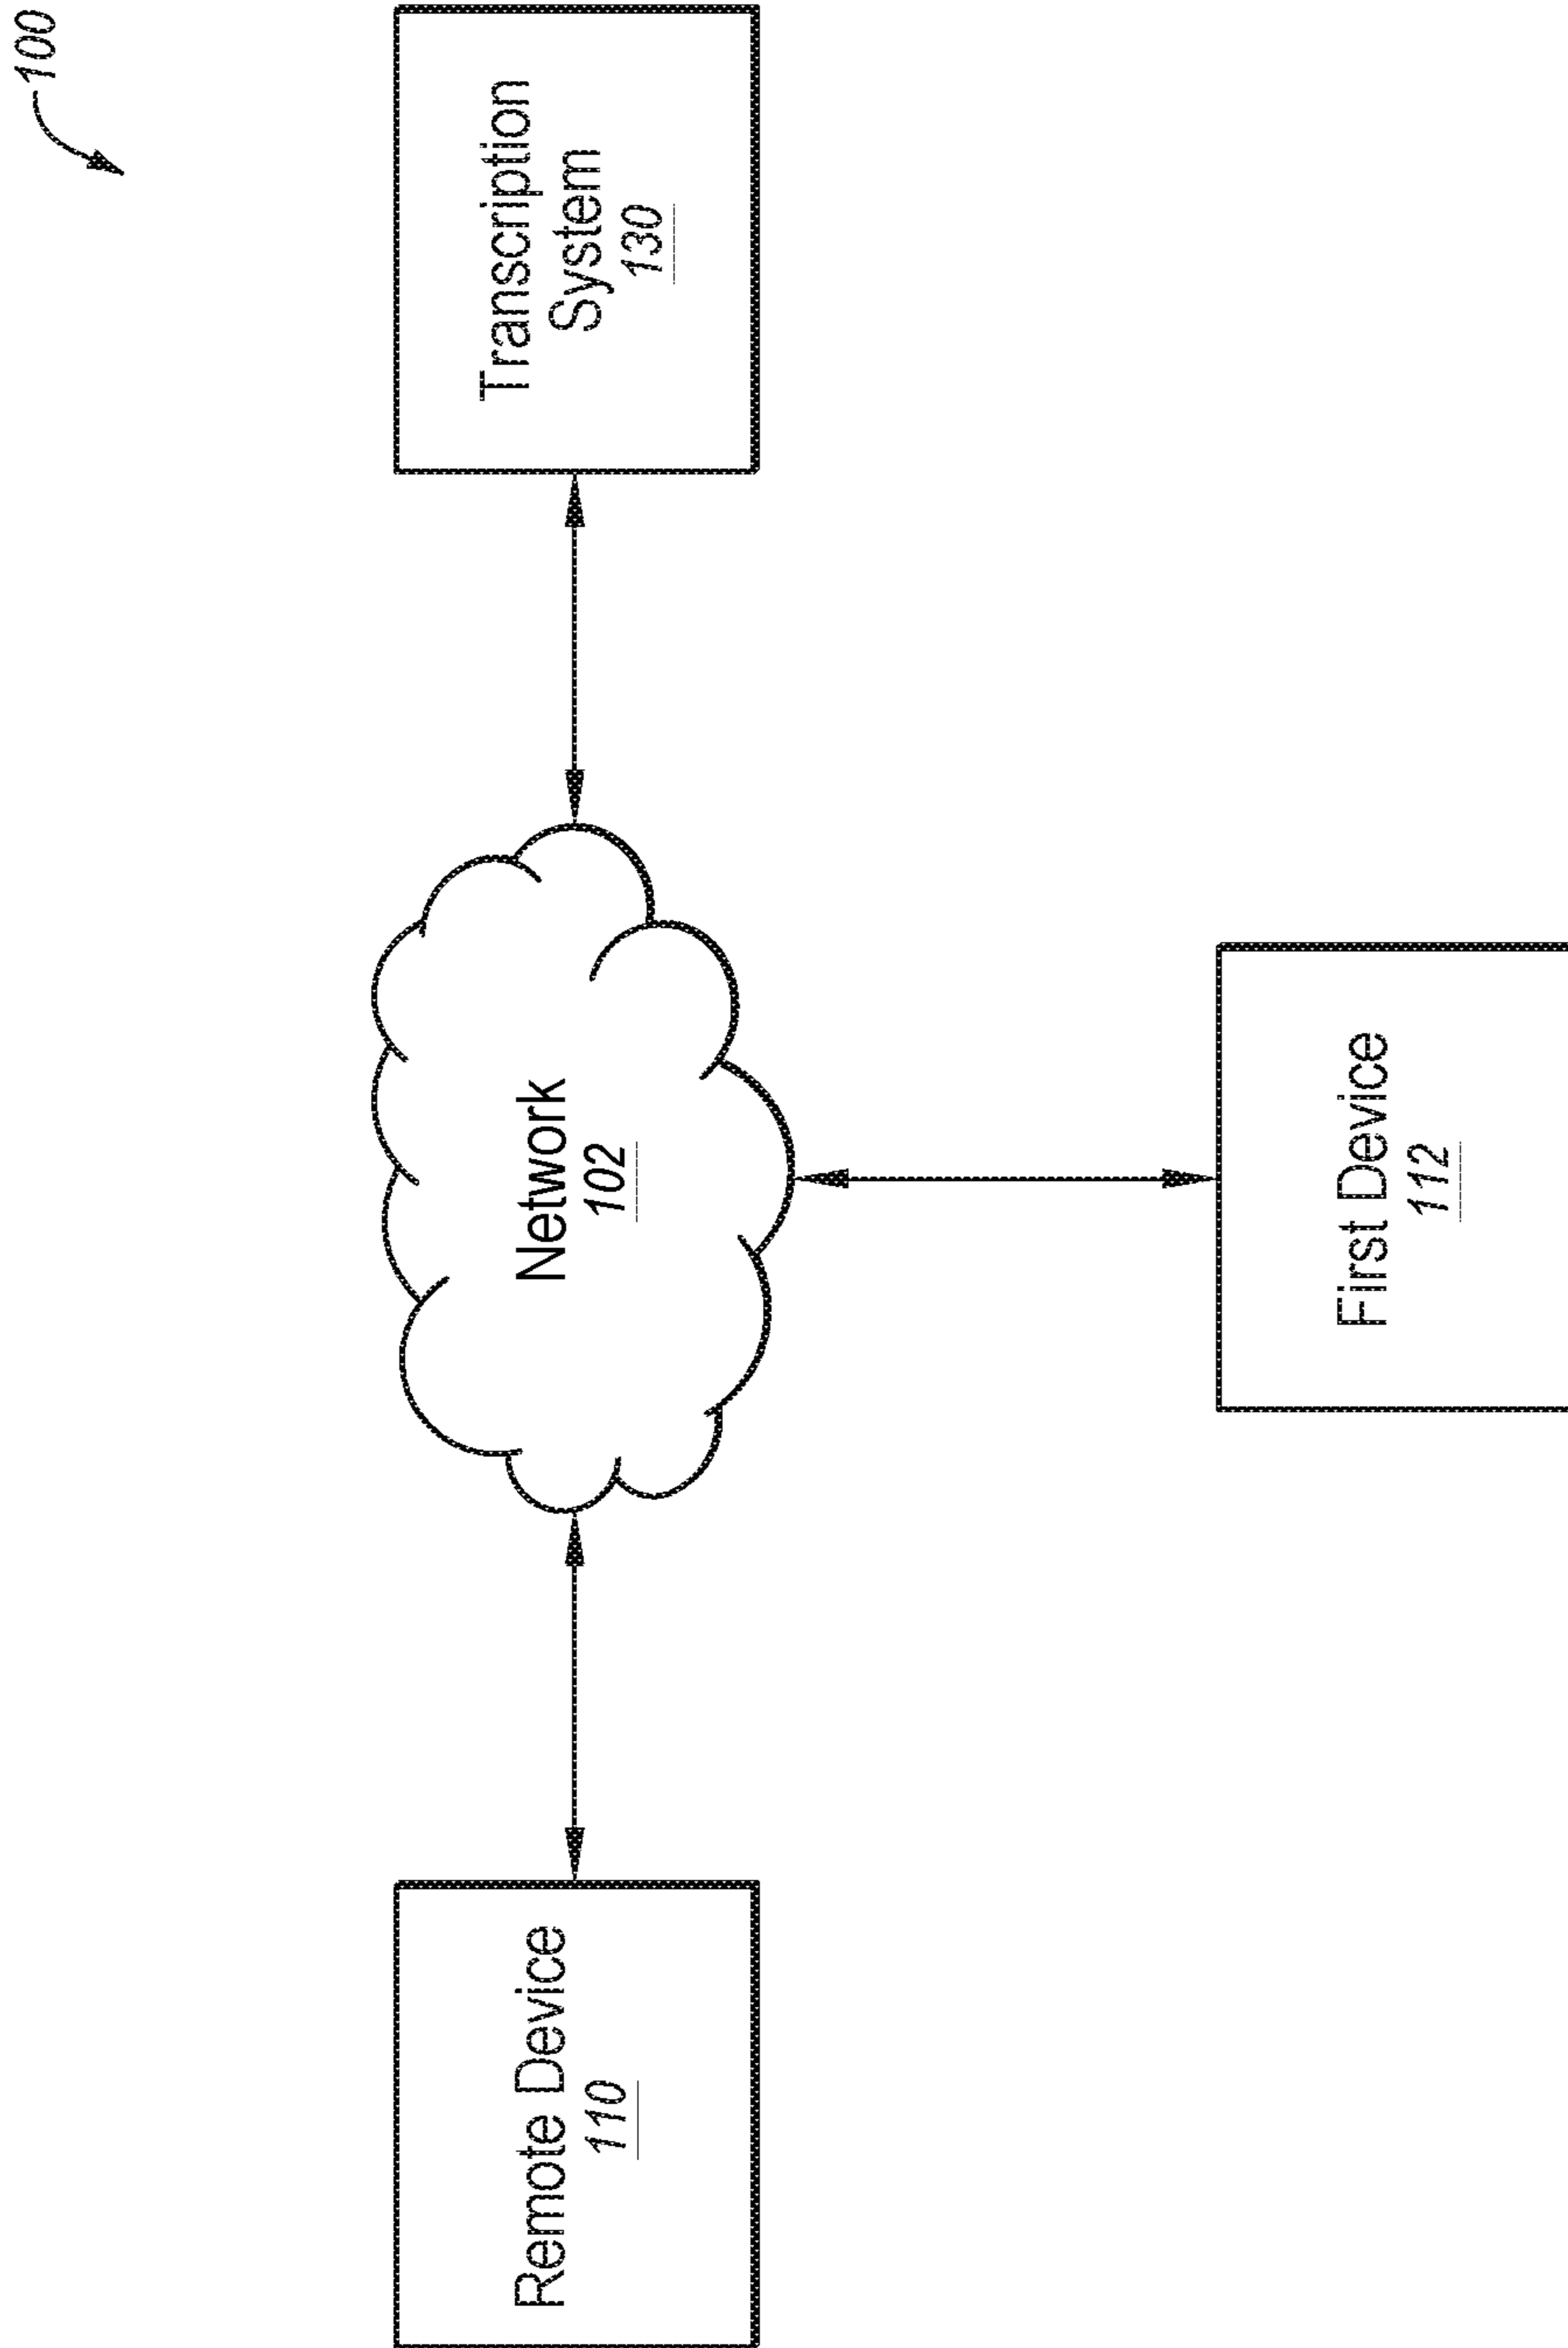 100
Remote Device
110
Network
102
Transcription
System
130
First Device
112